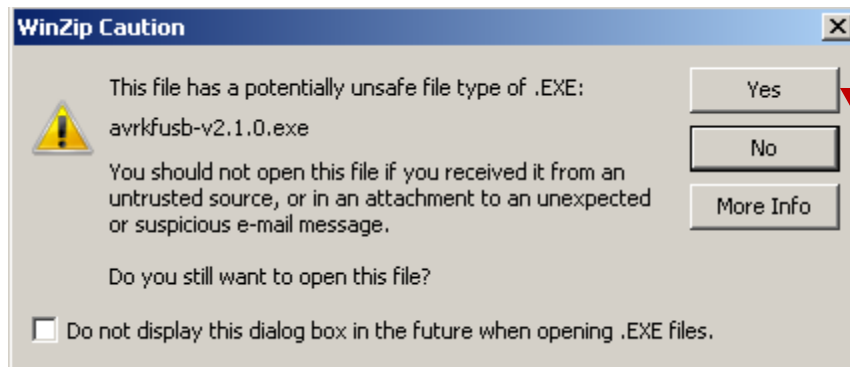 WinZip Caution
This file has a potentially unsafe file type of .EXE:
avrkfusb-v2.1.0.exe
You should not open this file if you received it from an
untrusted source, or in an attachment to an unexpected
or suspicious e-mail message.
Do you still want to open this file?
Yes
No
More Info
Do not display this dialog box in the future when opening .EXE files.